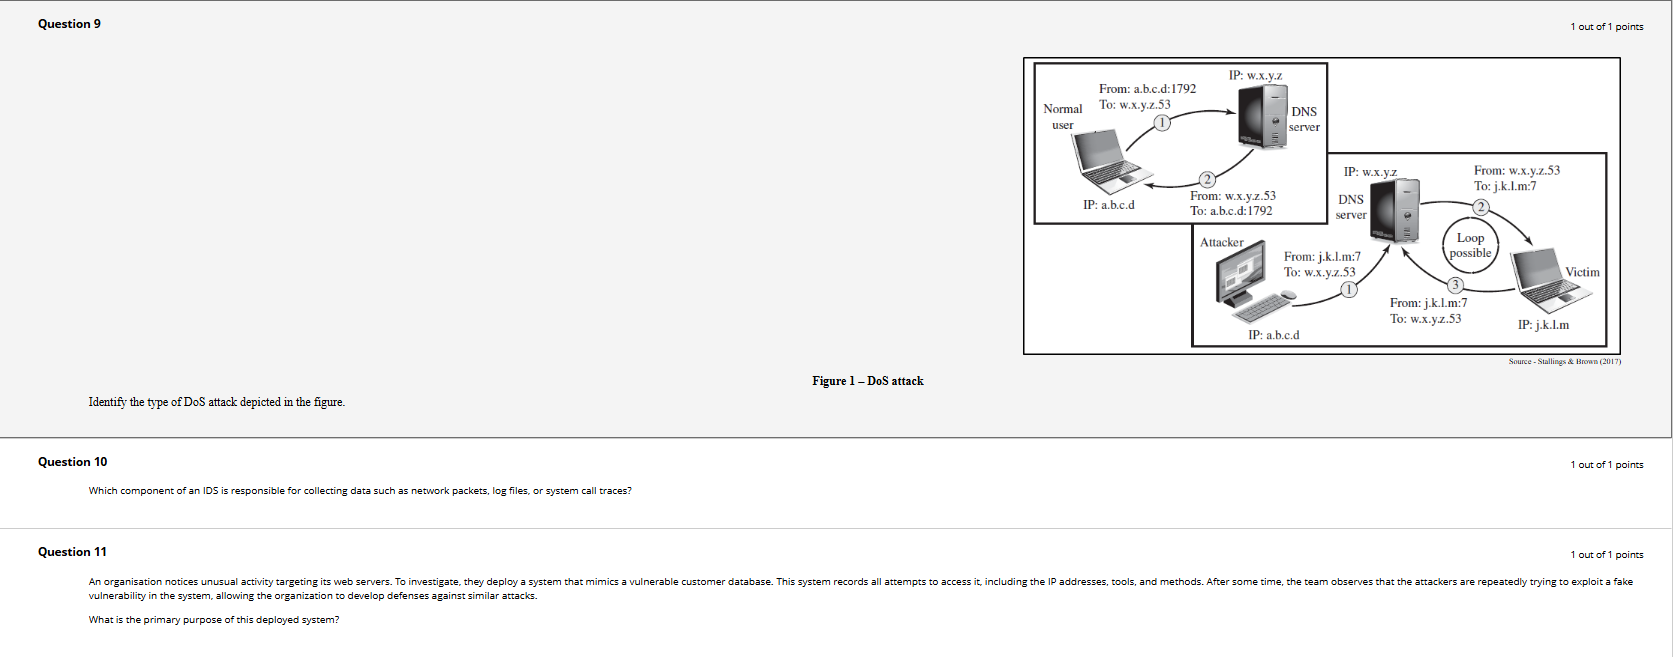 Question 9
1 out of 1 points
IP: w.x.y.z
From: a.b.c.d:1792
To: w.x.y.z.53
Normal
user
DNS
server
1
2
From: w.x.y.z.53
To: a.b.c.d:1792
IP: a.b.c.d
IP: w.x.y.z
DNS
server
From: w.x.y.z.53
To: j.k.l.m:7
2
Loop
possible
Attacker
From: j.k.l.m:7
To: w.x.y.z.53
1
Victim
3
From: j.k.l.m:7
To: w.x.y.z.53
IP: j.k.l.m
IP: a.b.c.d
Source - Stallings & Brown (2017)
Figure 1 – DoS attack
Identify the type of DoS attack depicted in the figure.
Question 10
1 out of 1 points
Which component of an IDS is responsible for collecting data such as network packets, log files, or system call traces?
Question 11
1 out of 1 points
An organisation notices unusual activity targeting its web servers. To investigate, they deploy a system that mimics a vulnerable customer database. This system records all attempts to access it, including the IP addresses, tools, and methods. After some time, the team observes that the attackers are repeatedly trying to exploit a fake
vulnerability in the system, allowing the organization to develop defenses against similar attacks.
What is the primary purpose of this deployed system?